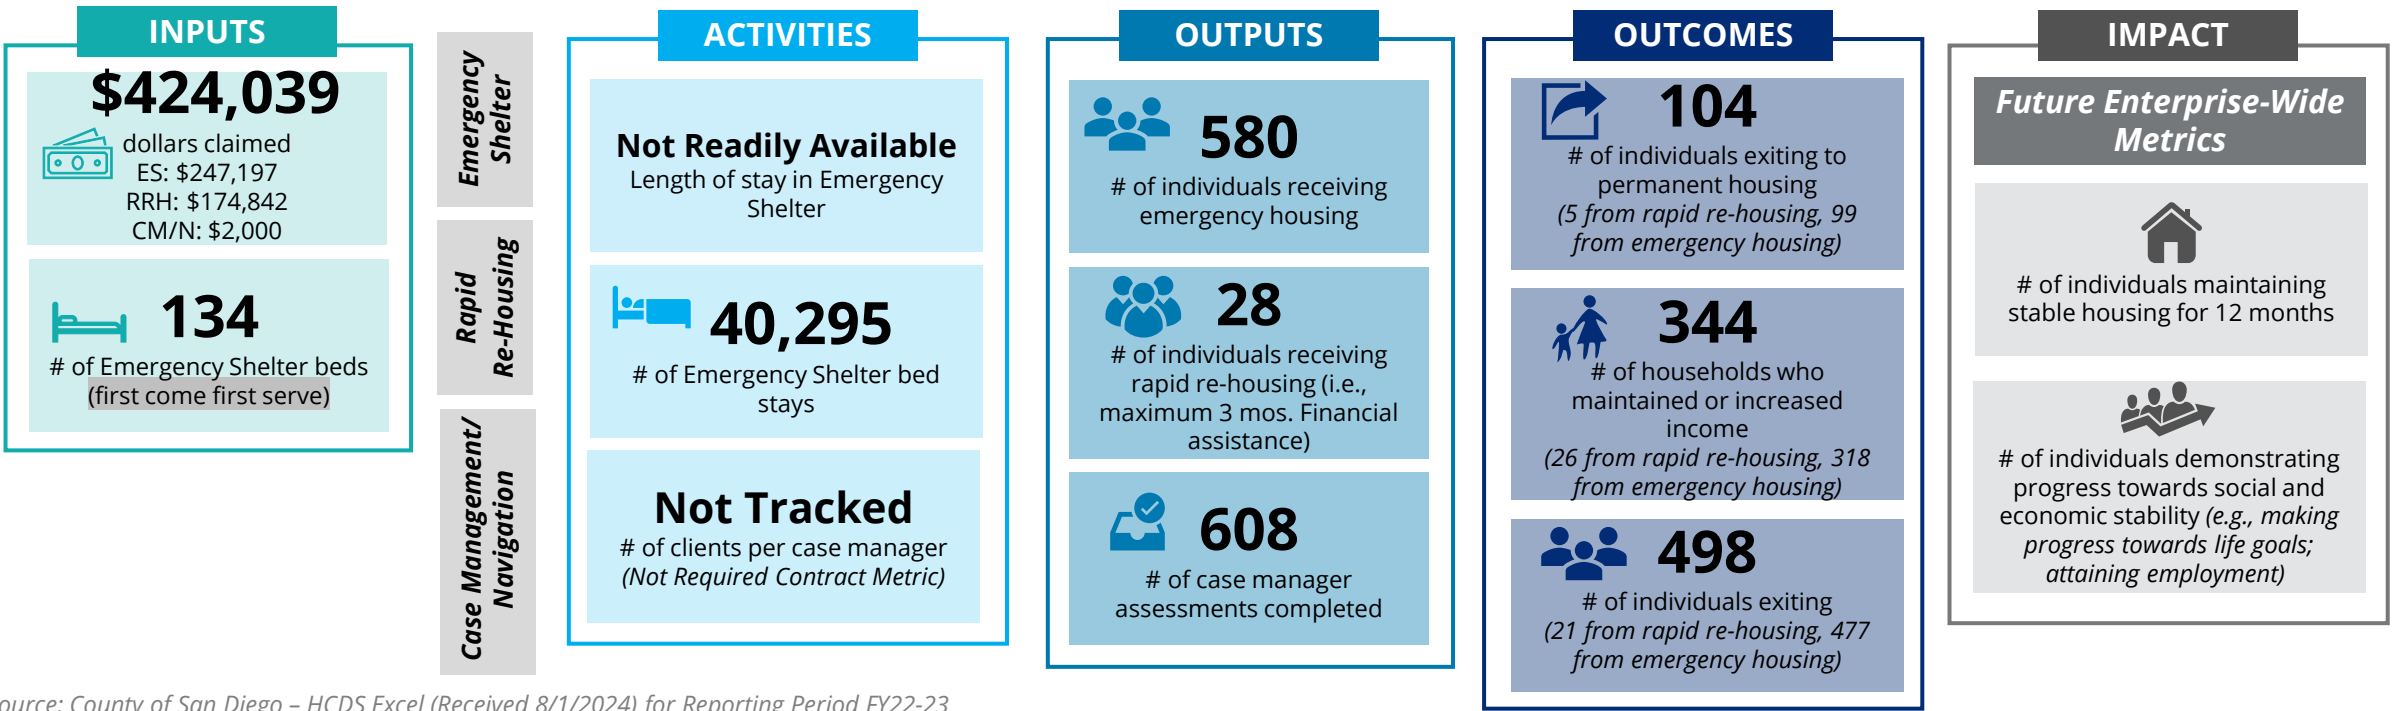 INPUTS
$424,039
dollars claimed
ES: $247,197
RRH: $174,842
CM/N: $2,000
134
# of Emergency Shelter beds
(first come first serve)
Emergency
Shelter
Rapid
Re-Housing
Case Management/
Navigation
ACTIVITIES
Not Readily Available
Length of stay in Emergency
Shelter
40,295
# of Emergency Shelter bed
stays
Not Tracked
# of clients per case manager
(Not Required Contract Metric)
OUTPUTS
580
# of individuals receiving
emergency housing
28
# of individuals receiving
rapid re-housing (i.e.,
maximum 3 mos. Financial
assistance)
608
# of case manager
assessments completed
OUTCOMES
104
# of individuals exiting to
permanent housing
(5 from rapid re-housing, 99
from emergency housing)
344
# of households who
maintained or increased
income
(26 from rapid re-housing, 318
from emergency housing)
498
# of individuals exiting
(21 from rapid re-housing, 477
from emergency housing)
IMPACT
Future Enterprise-Wide
Metrics
# of individuals maintaining
stable housing for 12 months
# of individuals demonstrating
progress towards social and
economic stability (e.g., making
progress towards life goals;
attaining employment)
ource: County of San Diego – HCDS Excel (Received 8/1/2024) for Reporting Period FY22-23